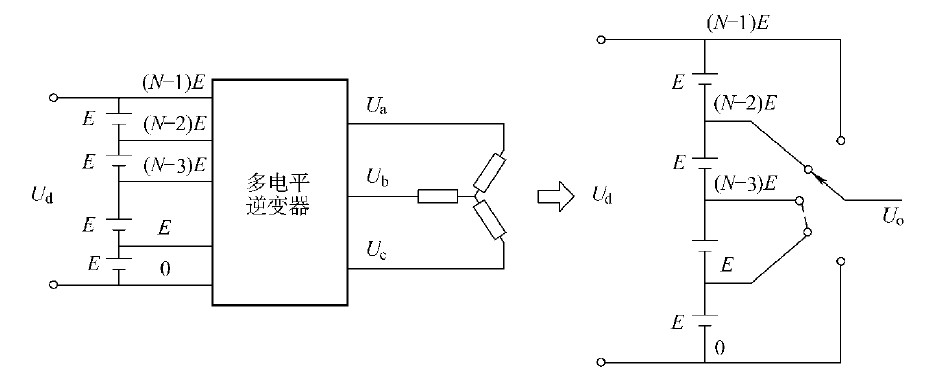 (N−1)E
E
(N−2)E
E
(N−3)E
U_d
E
E
E
0
多电平
逆变器
U_a
U_b
U_c
(N−1)E
E
(N−2)E
E
(N−3)E
U_d
U_o
E
E
0